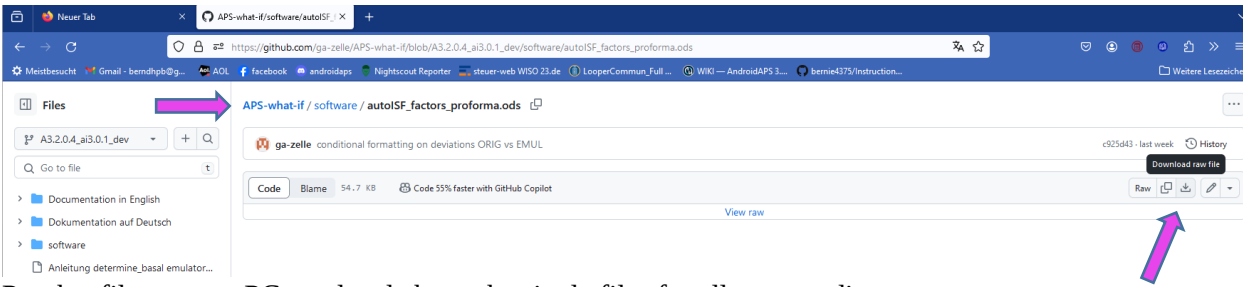 Neuer Tab
APS-what-if/software/autoISF_f
https://github.com/ga-zelle/APS-what-if/blob/A3.2.0.4_ai3.0.1_dev/software/autoISF_factors_proforma.ods
Meistbesucht Gmail - berndhpb@g... AOL facebook androidaps Nightscout Reporter steuer-web WISO 23.de LooperCommun_Full ... WIKI — AndroidAPS 3.... bernie4375/Instruction... Weitere Lesezeiche
Files
APS-what-if / software / autoISF_factors_proforma.ods
A3.2.0.4_ai3.0.1_dev
ga-zelle conditional formatting on deviations ORIG vs EMUL
c925d43 · last week History
Go to file t
Download raw file
Code Blame 54.7 KB Code 55% faster with GitHub Copilot
Raw
View raw
Documentation in English
Dokumentation auf Deutsch
software
Anleitung determine_basal emulator...